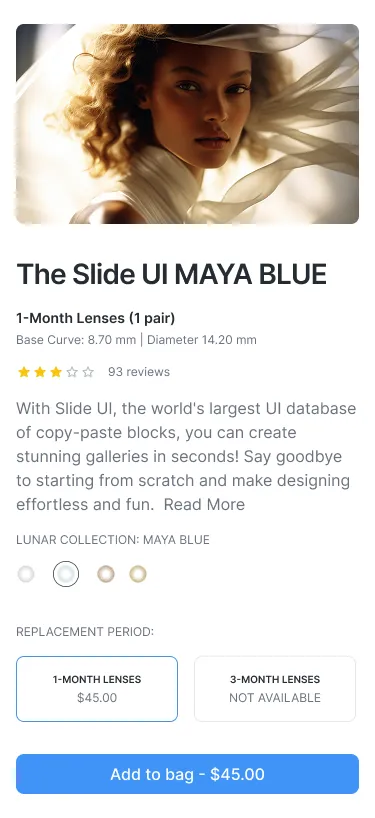 The Slide UI MAYA BLUE
1-Month Lenses (1 pair)
Base Curve: 8.70 mm | Diameter 14.20 mm
93 reviews
With Slide UI, the world's largest UI database
of copy-paste blocks, you can create
stunning galleries in seconds! Say goodbye
to starting from scratch and make designing
effortless and fun. Read More
LUNAR COLLECTION: MAYA BLUE
REPLACEMENT PERIOD:
1-MONTH LENSES
$45.00
3-MONTH LENSES
NOT AVAILABLE
Add to bag - $45.00